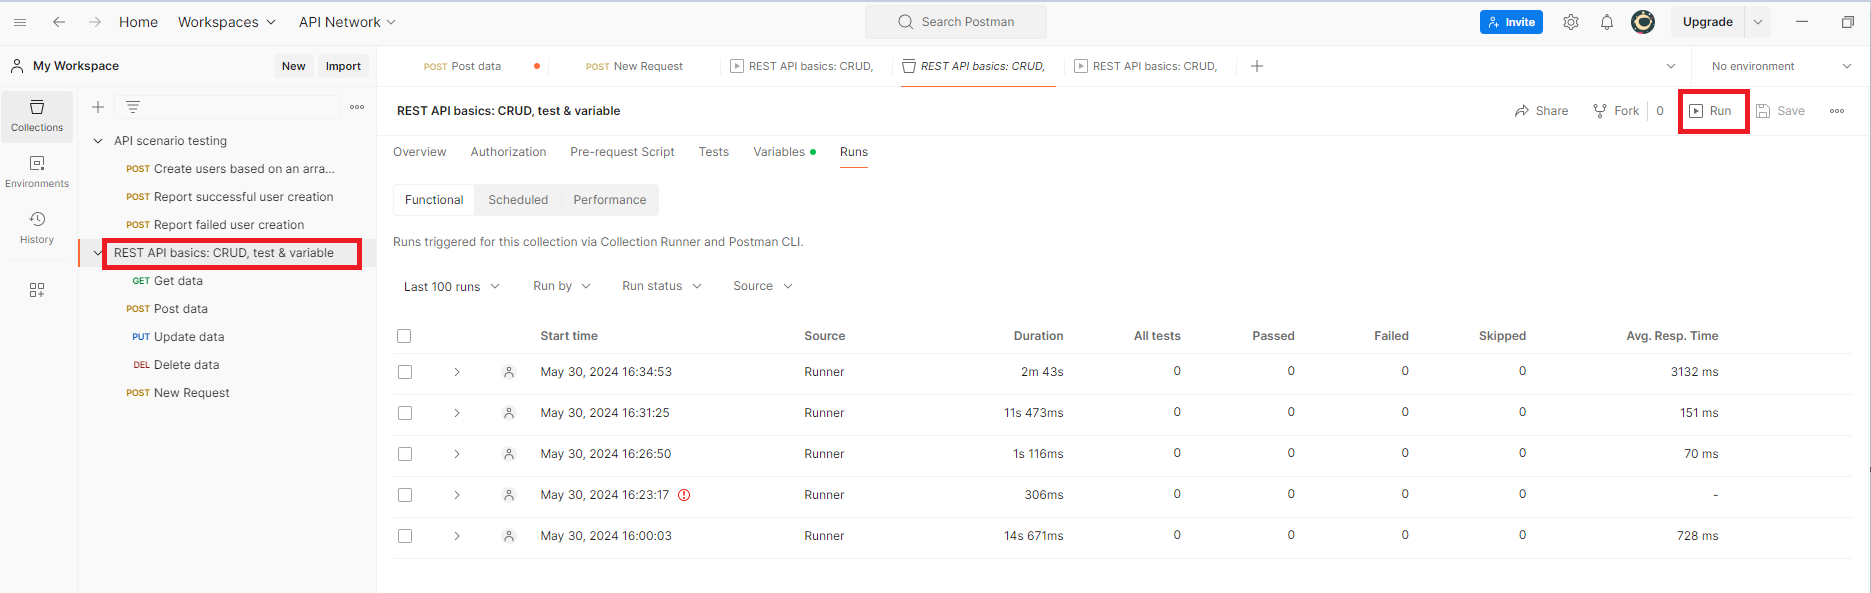 Home Workspaces API Network Search Postman Invite Upgrade
My Workspace New Import POST Post data POST New Request REST API basics: CRUD, REST API basics: CRUD, REST API basics: CRUD, No environment
Collections
Environments
History
API scenario testing
POST Create users based on an arra...
POST Report successful user creation
POST Report failed user creation
REST API basics: CRUD, test & variable
GET Get data
POST Post data
PUT Update data
DEL Delete data
POST New Request
REST API basics: CRUD, test & variable Share Fork 0 Run Save
Overview Authorization Pre-request Script Tests Variables Runs
Functional Scheduled Performance
Runs triggered for this collection via Collection Runner and Postman CLI.
Last 100 runs Run by Run status Source
Start time Source Duration All tests Passed Failed Skipped Avg. Resp. Time
May 30, 2024 16:34:53 Runner 2m 43s 0 0 0 0 3132 ms
May 30, 2024 16:31:25 Runner 11s 473ms 0 0 0 0 151 ms
May 30, 2024 16:26:50 Runner 1s 116ms 0 0 0 0 70 ms
May 30, 2024 16:23:17 Runner 306ms 0 0 0 0 -
May 30, 2024 16:00:03 Runner 14s 671ms 0 0 0 0 728 ms